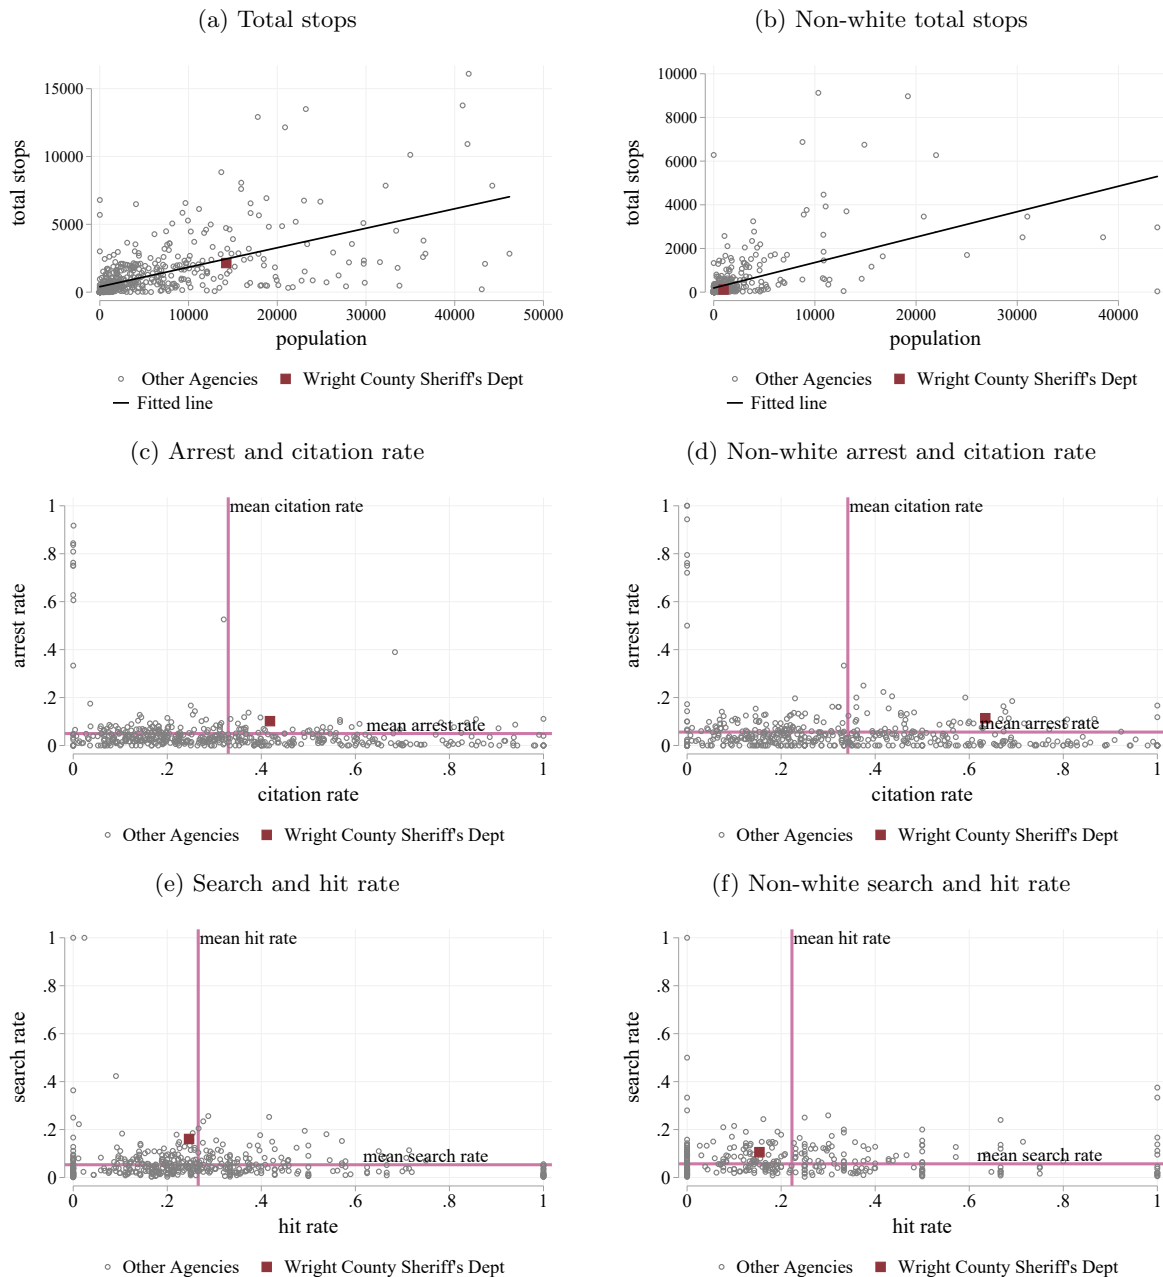 (a) Total stops
(b) Non-white total stops
total stops
15000
10000
5000
0
0 10000 20000 30000 40000 50000
population
Other Agencies Wright County Sheriff's Dept
Fitted line
total stops
10000
8000
6000
4000
2000
0
0 10000 20000 30000 40000
population
Other Agencies Wright County Sheriff's Dept
Fitted line
(c) Arrest and citation rate
(d) Non-white arrest and citation rate
arrest rate
1
.8
.6
.4
.2
0
mean citation rate
mean arrest rate
0 .2 .4 .6 .8 1
citation rate
Other Agencies Wright County Sheriff's Dept
arrest rate
1
.8
.6
.4
.2
0
mean citation rate
mean arrest rate
0 .2 .4 .6 .8 1
citation rate
Other Agencies Wright County Sheriff's Dept
(e) Search and hit rate
(f) Non-white search and hit rate
search rate
1
.8
.6
.4
.2
0
mean hit rate
mean search rate
0 .2 .4 .6 .8 1
hit rate
Other Agencies Wright County Sheriff's Dept
search rate
1
.8
.6
.4
.2
0
mean hit rate
mean search rate
0 .2 .4 .6 .8 1
hit rate
Other Agencies Wright County Sheriff's Dept